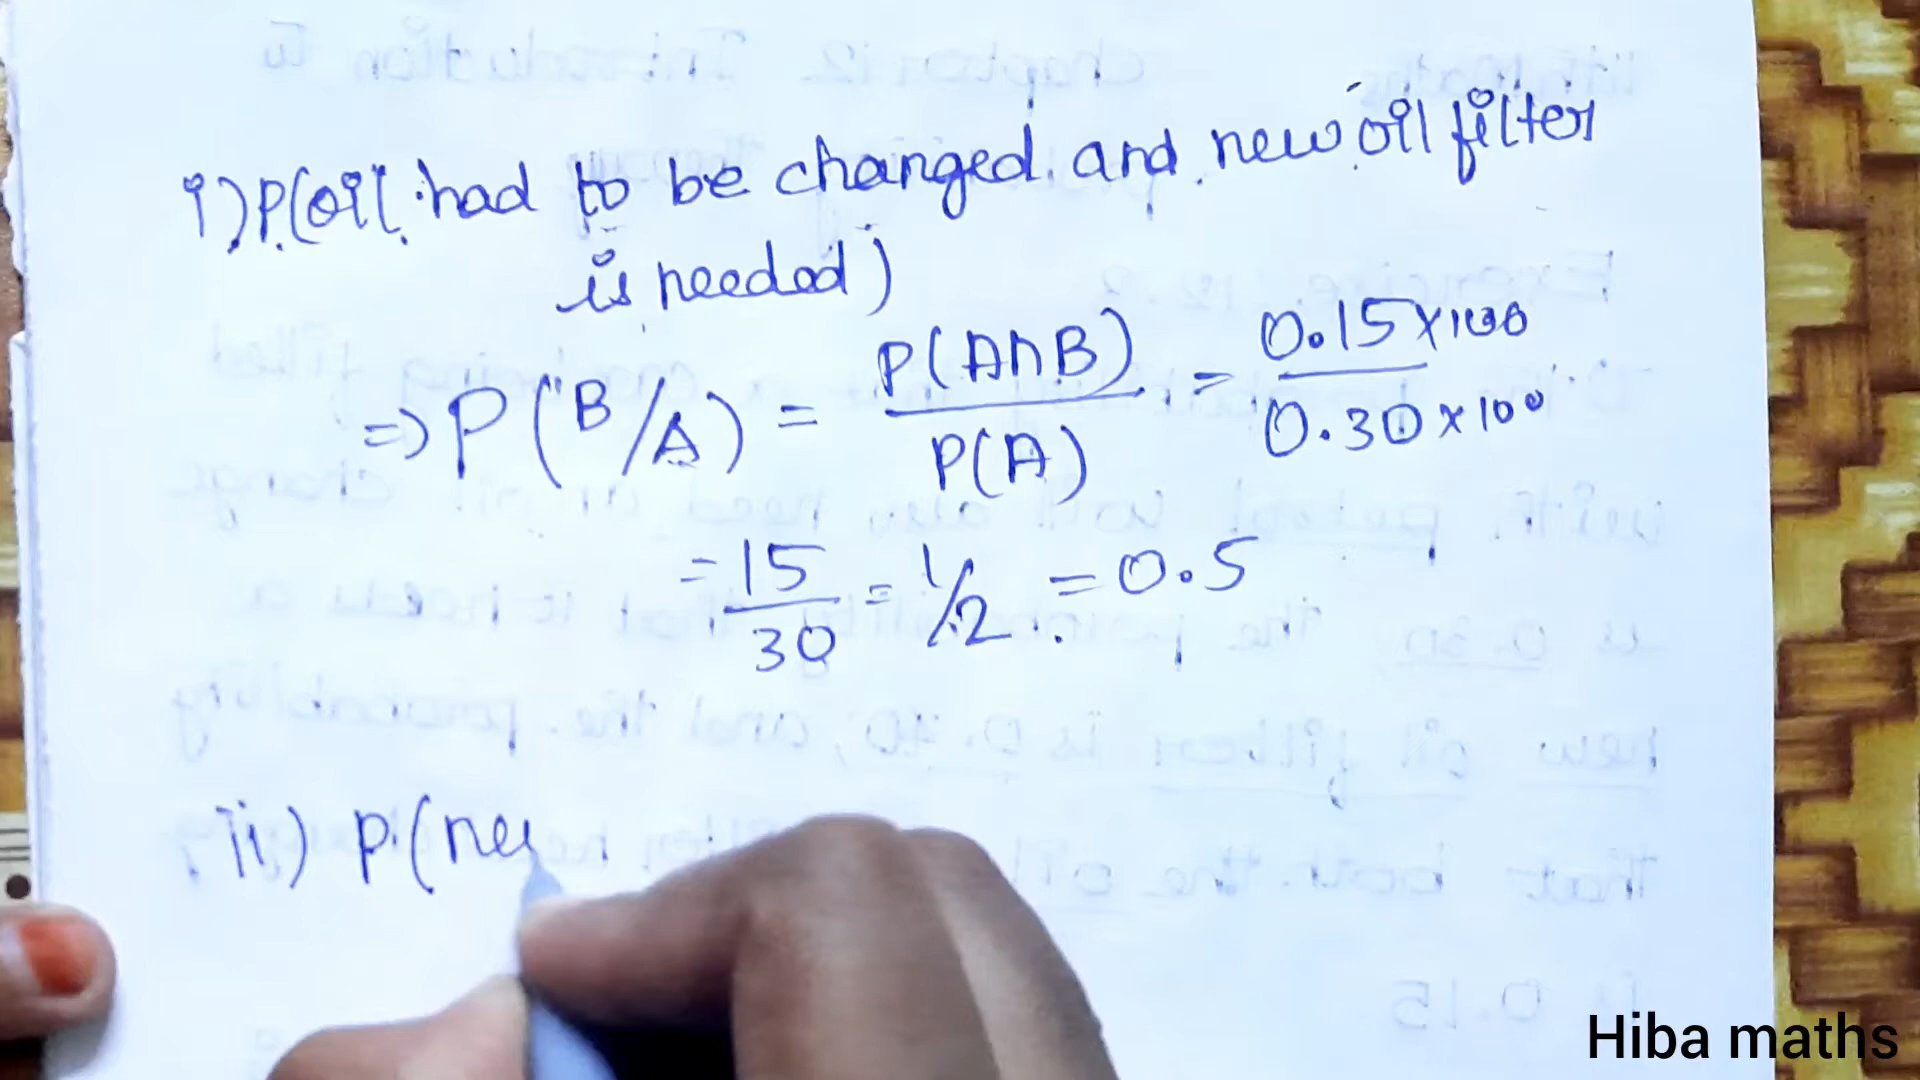 i) P(oil had to be changed and new oil filter
is needed)
=> P(B/A) = P(A∩B) / P(A) = 0.15 x 100 / 0.30 x 100
= 15/30 = 1/2 = 0.5
ii) P(new
Hiba maths